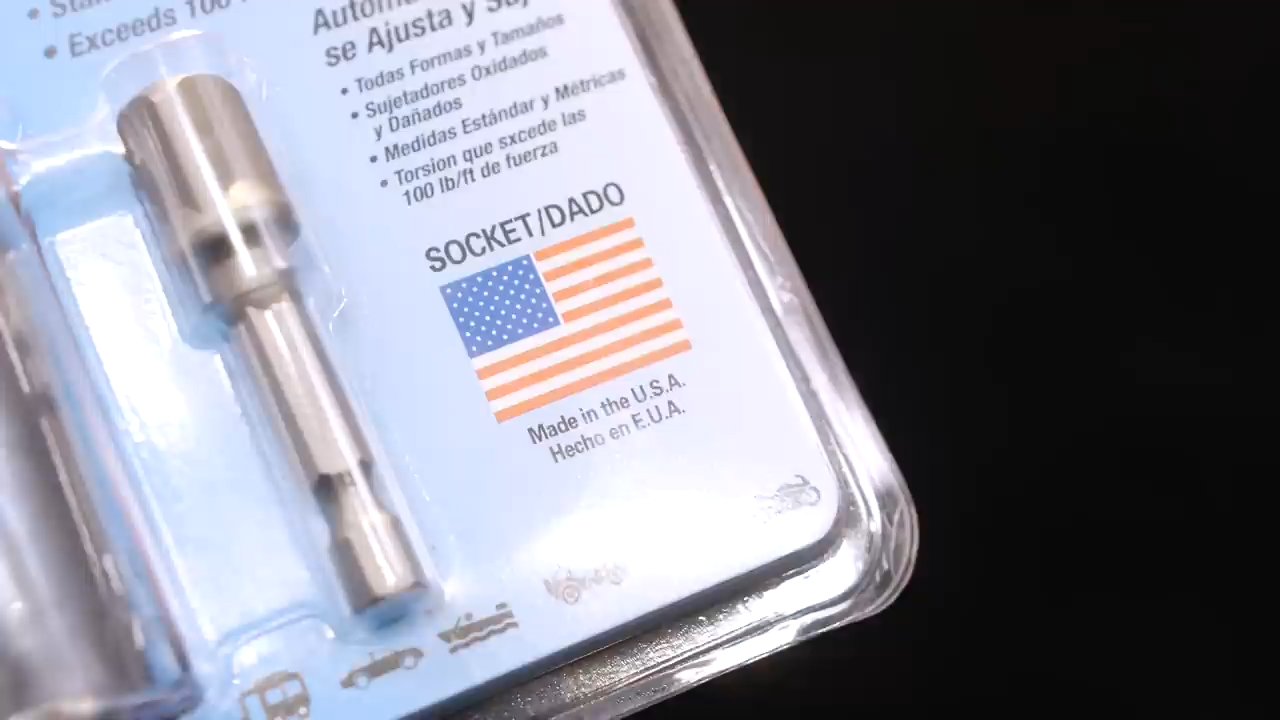 • Exceeds 100
se Ajusta y
• Todas Formas y Tamaños
• Sujetadores Oxidados
y Dañados
• Medidas Estándar y Métricas
• Torsion que sxcede las
100 lb/ft de fuerza
SOCKET/DADO
Made in the U.S.A.
Hecho en E.U.A.